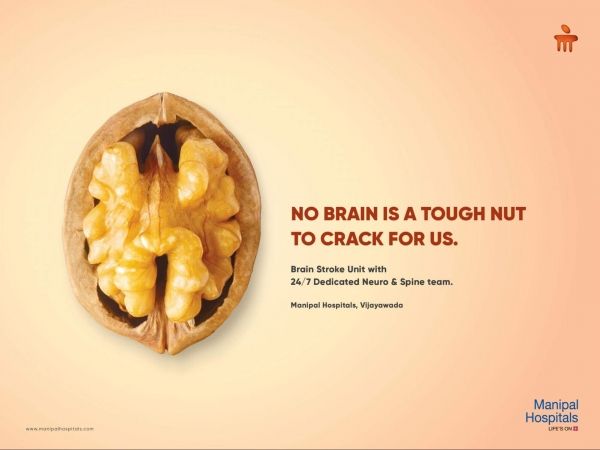 NO BRAIN IS A TOUGH NUT
TO CRACK FOR US.
Brain Stroke Unit with
24/7 Dedicated Neuro & Spine team.
Manipal Hospitals, Vijayawada
www.manipalhospitals.com
Manipal
Hospitals
LIFE'S ON